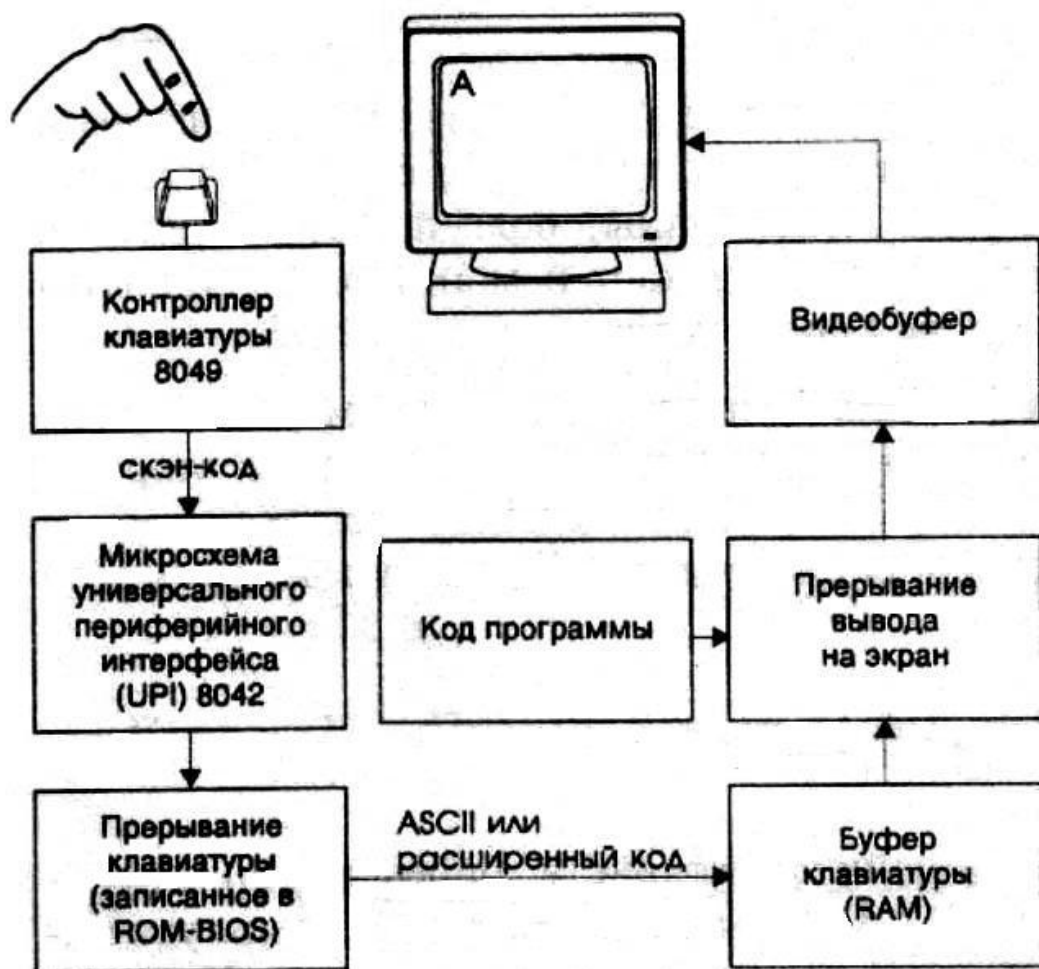 A
Контроллер
клавиатуры
8049
Видеобуфер
скэн-код
Микросхема
универсального
периферийного
интерфейса
(UPI) 8042
Код программы
Прерывание
вывода
на экран
Прерывание
клавиатуры
(записанное в
ROM-BIOS)
ASCII или
расширенный код
Буфер
клавиатуры
(RAM)